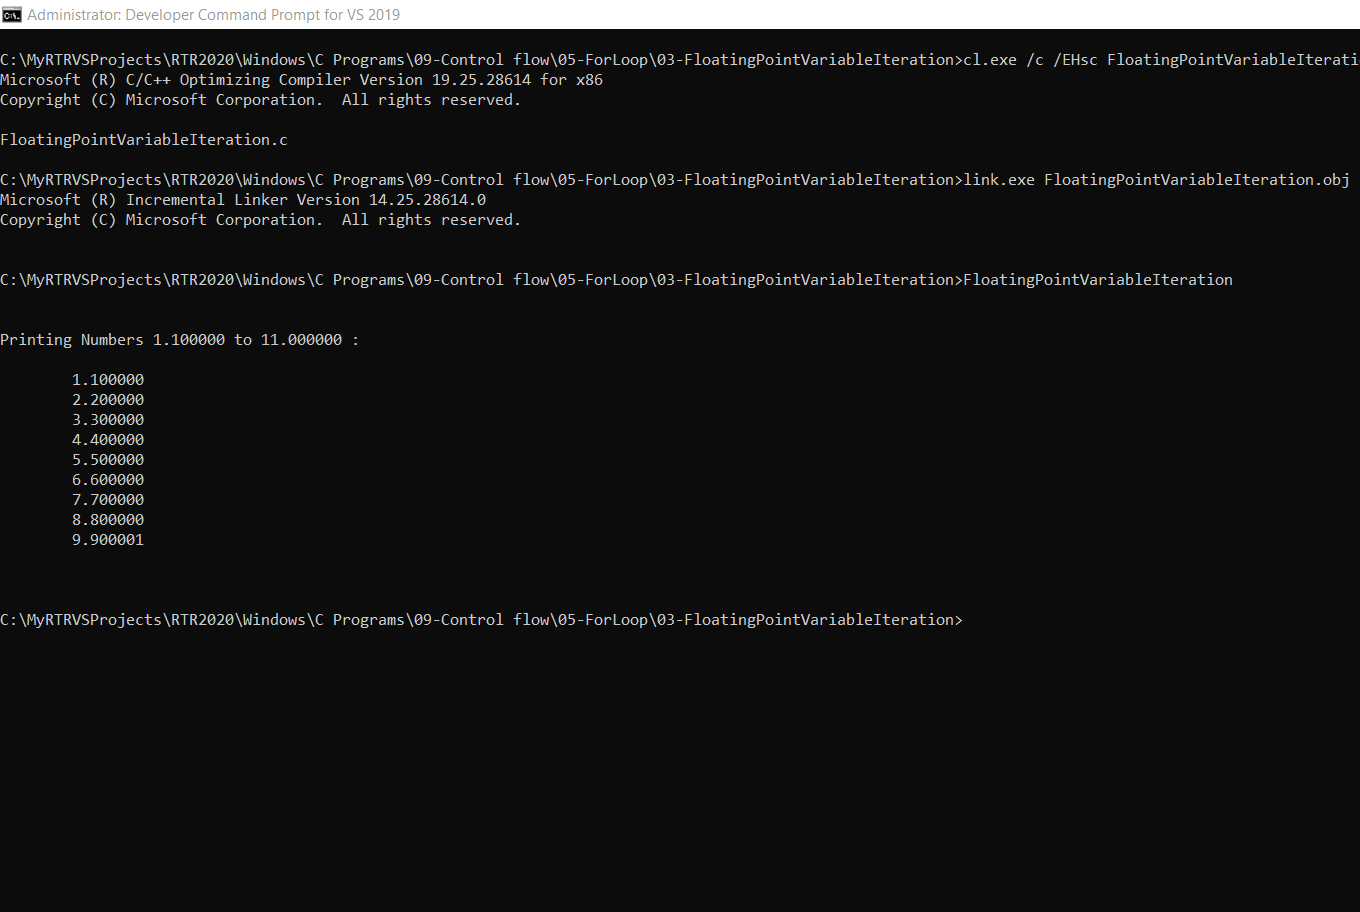 Administrator: Developer Command Prompt for VS 2019
C:\MyRTRVSProjects\RTR2020\Windows\C Programs\09-Control flow\05-ForLoop\03-FloatingPointVariableIteration>cl.exe /c /EHsc FloatingPointVariableIterati
Microsoft (R) C/C++ Optimizing Compiler Version 19.25.28614 for x86
Copyright (C) Microsoft Corporation.  All rights reserved.
FloatingPointVariableIteration.c
C:\MyRTRVSProjects\RTR2020\Windows\C Programs\09-Control flow\05-ForLoop\03-FloatingPointVariableIteration>link.exe FloatingPointVariableIteration.obj
Microsoft (R) Incremental Linker Version 14.25.28614.0
Copyright (C) Microsoft Corporation.  All rights reserved.
C:\MyRTRVSProjects\RTR2020\Windows\C Programs\09-Control flow\05-ForLoop\03-FloatingPointVariableIteration>FloatingPointVariableIteration
Printing Numbers 1.100000 to 11.000000 :
1.100000
2.200000
3.300000
4.400000
5.500000
6.600000
7.700000
8.800000
9.900001
C:\MyRTRVSProjects\RTR2020\Windows\C Programs\09-Control flow\05-ForLoop\03-FloatingPointVariableIteration>